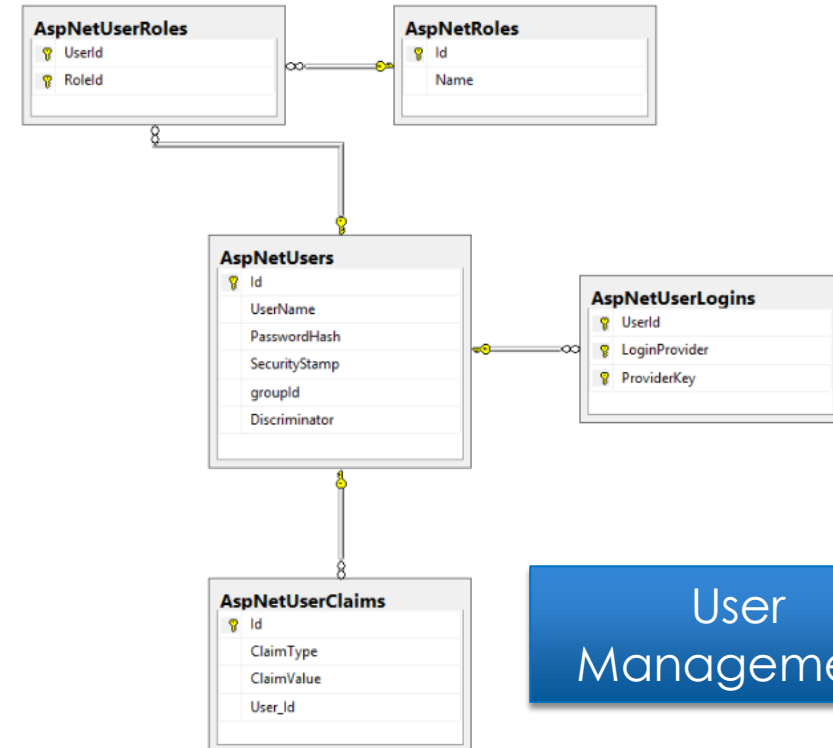 AspNetUserRoles
UserId
RoleId
AspNetRoles
Id
Name
AspNetUsers
Id
UserName
PasswordHash
SecurityStamp
groupId
Discriminator
AspNetUserLogins
UserId
LoginProvider
ProviderKey
AspNetUserClaims
Id
ClaimType
ClaimValue
User_Id
User
Manageme